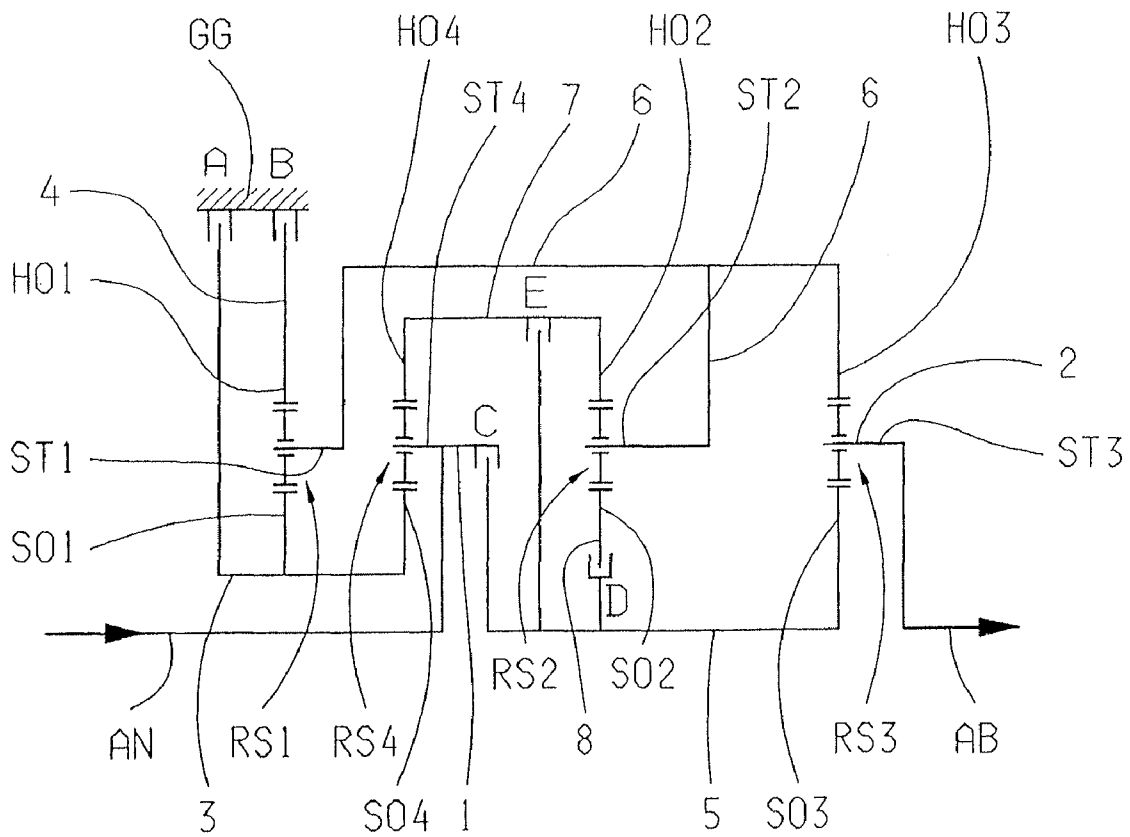 GG HO4 HO2 HO3
ST4 7 6 ST2 6
A B
4
E
HO1
2
C
ST1 ST3
SO1
D
RS2 SO2
AN RS1 RS4 8 RS3 AB
3 SO4 1 5 SO3